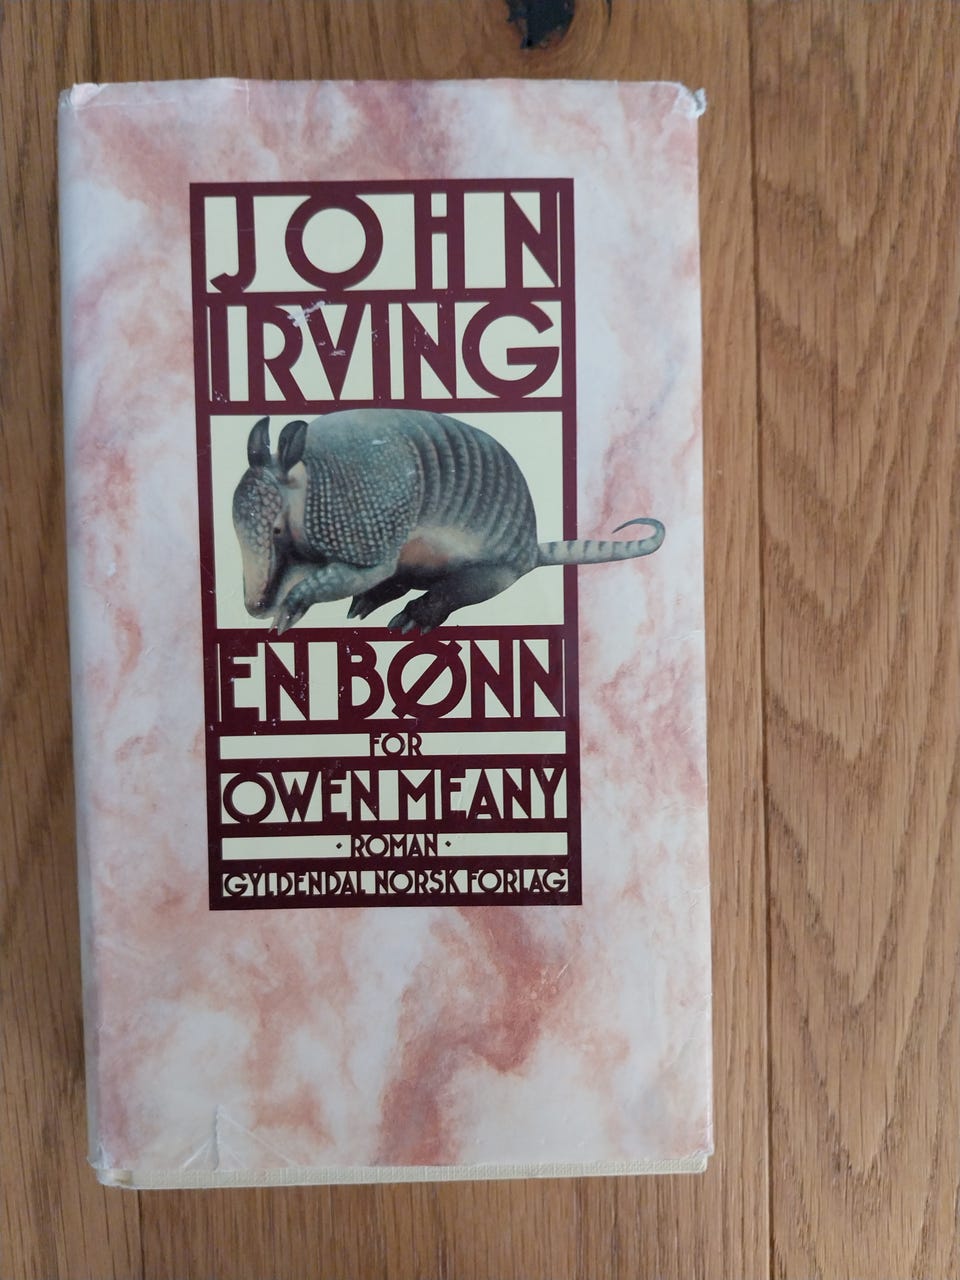 JOHN
IRVING
EN BØNN
FOR
OWEN MEANY
· ROMAN ·
GYLDENDAL NORSK FORLAG